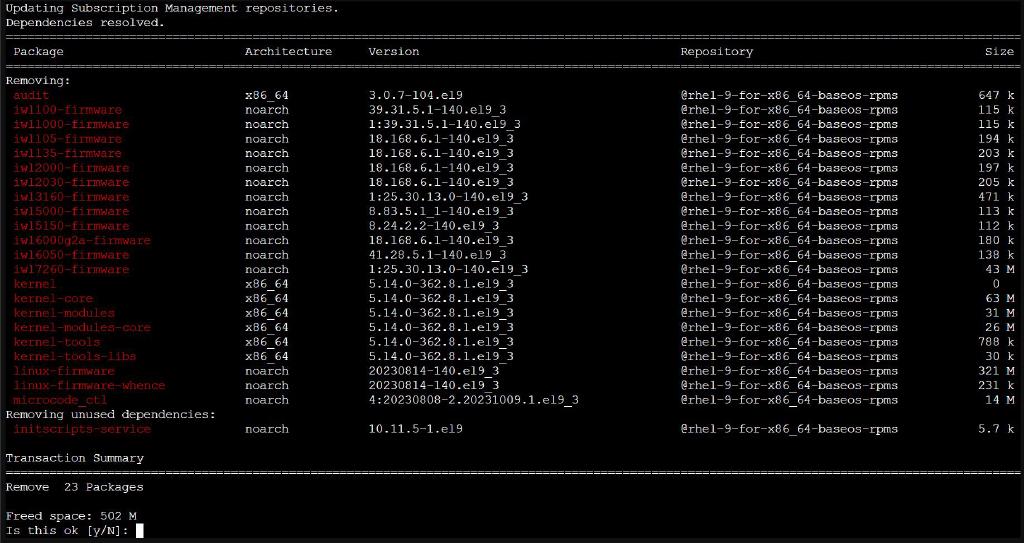 Updating Subscription Management repositories.
Dependencies resolved.
Package Architecture Version Repository Size
Removing:
audit x86_64 3.0.7-104.el9 @rhel-9-for-x86_64-baseos-rpms 647 k
iwl100-firmware noarch 39.31.5.1-140.el9_3 @rhel-9-for-x86_64-baseos-rpms 115 k
iwl1000-firmware noarch 1:39.31.5.1-140.el9_3 @rhel-9-for-x86_64-baseos-rpms 115 k
iwl105-firmware noarch 18.168.6.1-140.el9_3 @rhel-9-for-x86_64-baseos-rpms 194 k
iwl135-firmware noarch 18.168.6.1-140.el9_3 @rhel-9-for-x86_64-baseos-rpms 203 k
iwl2000-firmware noarch 18.168.6.1-140.el9_3 @rhel-9-for-x86_64-baseos-rpms 197 k
iwl2030-firmware noarch 18.168.6.1-140.el9_3 @rhel-9-for-x86_64-baseos-rpms 205 k
iwl3160-firmware noarch 1:25.30.13.0-140.el9_3 @rhel-9-for-x86_64-baseos-rpms 471 k
iwl5000-firmware noarch 8.83.5.1_1-140.el9_3 @rhel-9-for-x86_64-baseos-rpms 113 k
iwl5150-firmware noarch 8.24.2.2-140.el9_3 @rhel-9-for-x86_64-baseos-rpms 112 k
iwl6000g2a-firmware noarch 18.168.6.1-140.el9_3 @rhel-9-for-x86_64-baseos-rpms 180 k
iwl6050-firmware noarch 41.28.5.1-140.el9_3 @rhel-9-for-x86_64-baseos-rpms 138 k
iwl7260-firmware noarch 1:25.30.13.0-140.el9_3 @rhel-9-for-x86_64-baseos-rpms 43 M
kernel x86_64 5.14.0-362.8.1.el9_3 @rhel-9-for-x86_64-baseos-rpms 0
kernel-core x86_64 5.14.0-362.8.1.el9_3 @rhel-9-for-x86_64-baseos-rpms 63 M
kernel-modules x86_64 5.14.0-362.8.1.el9_3 @rhel-9-for-x86_64-baseos-rpms 31 M
kernel-modules-core x86_64 5.14.0-362.8.1.el9_3 @rhel-9-for-x86_64-baseos-rpms 26 M
kernel-tools x86_64 5.14.0-362.8.1.el9_3 @rhel-9-for-x86_64-baseos-rpms 788 k
kernel-tools-libs x86_64 5.14.0-362.8.1.el9_3 @rhel-9-for-x86_64-baseos-rpms 30 k
linux-firmware noarch 20230814-140.el9_3 @rhel-9-for-x86_64-baseos-rpms 321 M
linux-firmware-whence noarch 20230814-140.el9_3 @rhel-9-for-x86_64-baseos-rpms 231 k
microcode_ctl noarch 4:20230808-2.20231009.1.el9_3 @rhel-9-for-x86_64-baseos-rpms 14 M
Removing unused dependencies:
initscripts-service noarch 10.11.5-1.el9 @rhel-9-for-x86_64-baseos-rpms 5.7 k
Transaction Summary
Remove 23 Packages
Freed space: 502 M
Is this ok [y/N]: